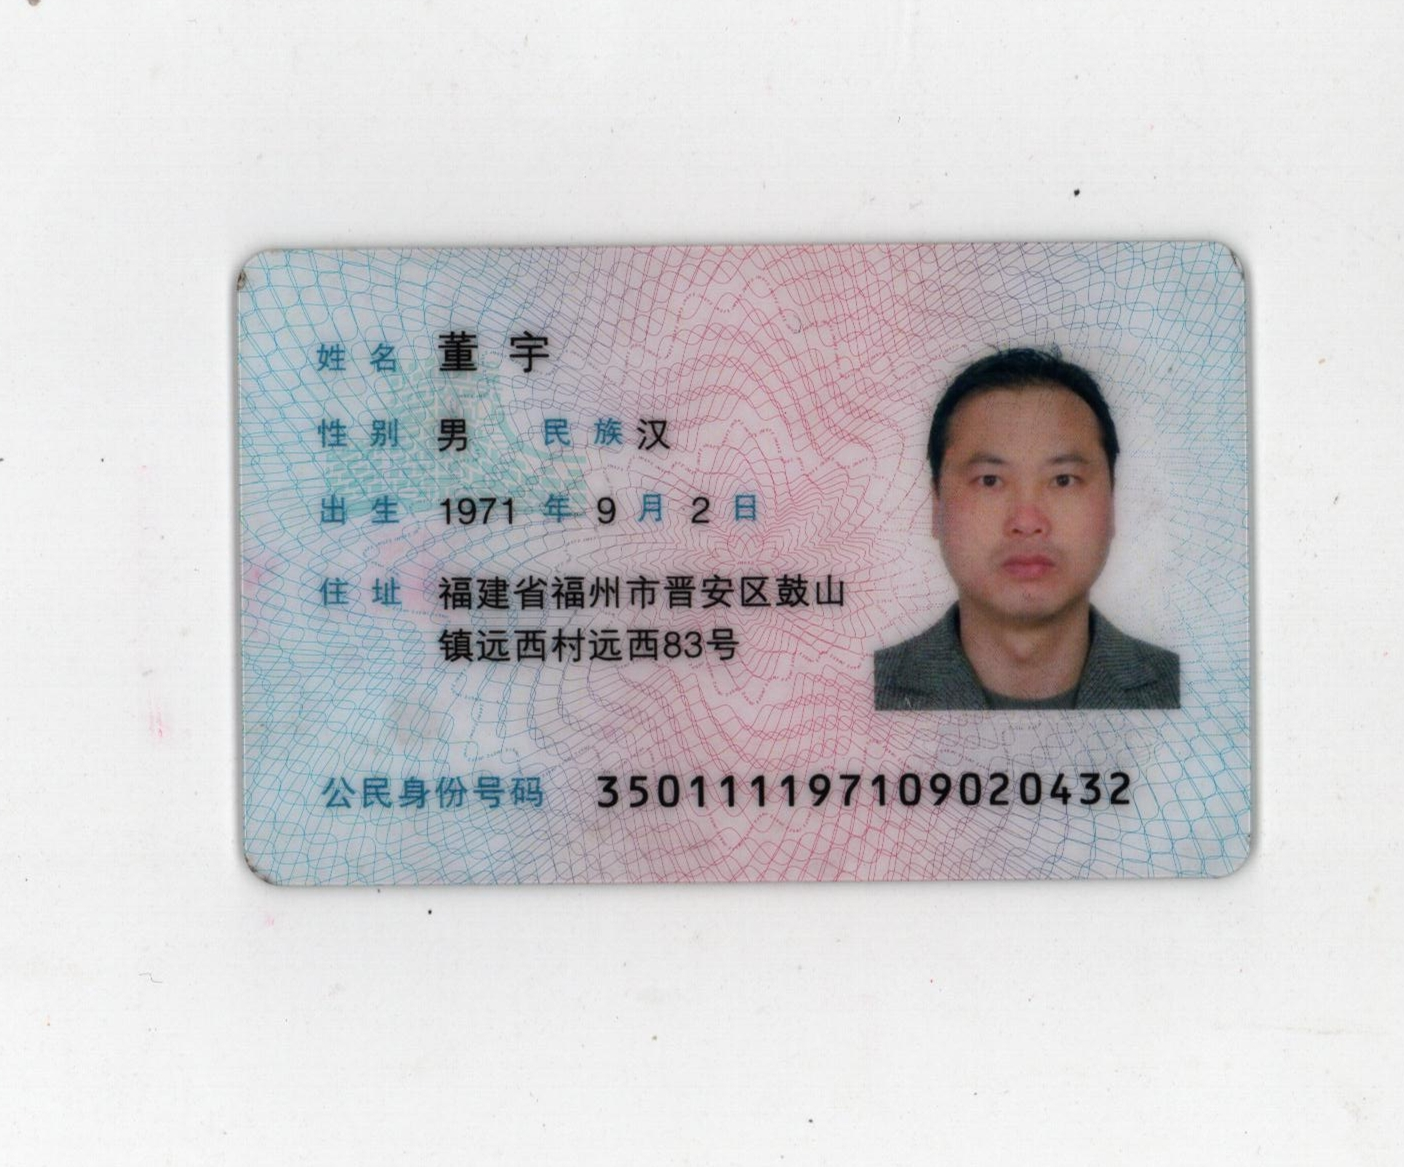 姓名 董宇
性别 男 民族 汉
出生 1971 年 9 月 2 日
住址 福建省福州市晋安区鼓山
镇远西村远西83号
公民身份号码 350111197109020432